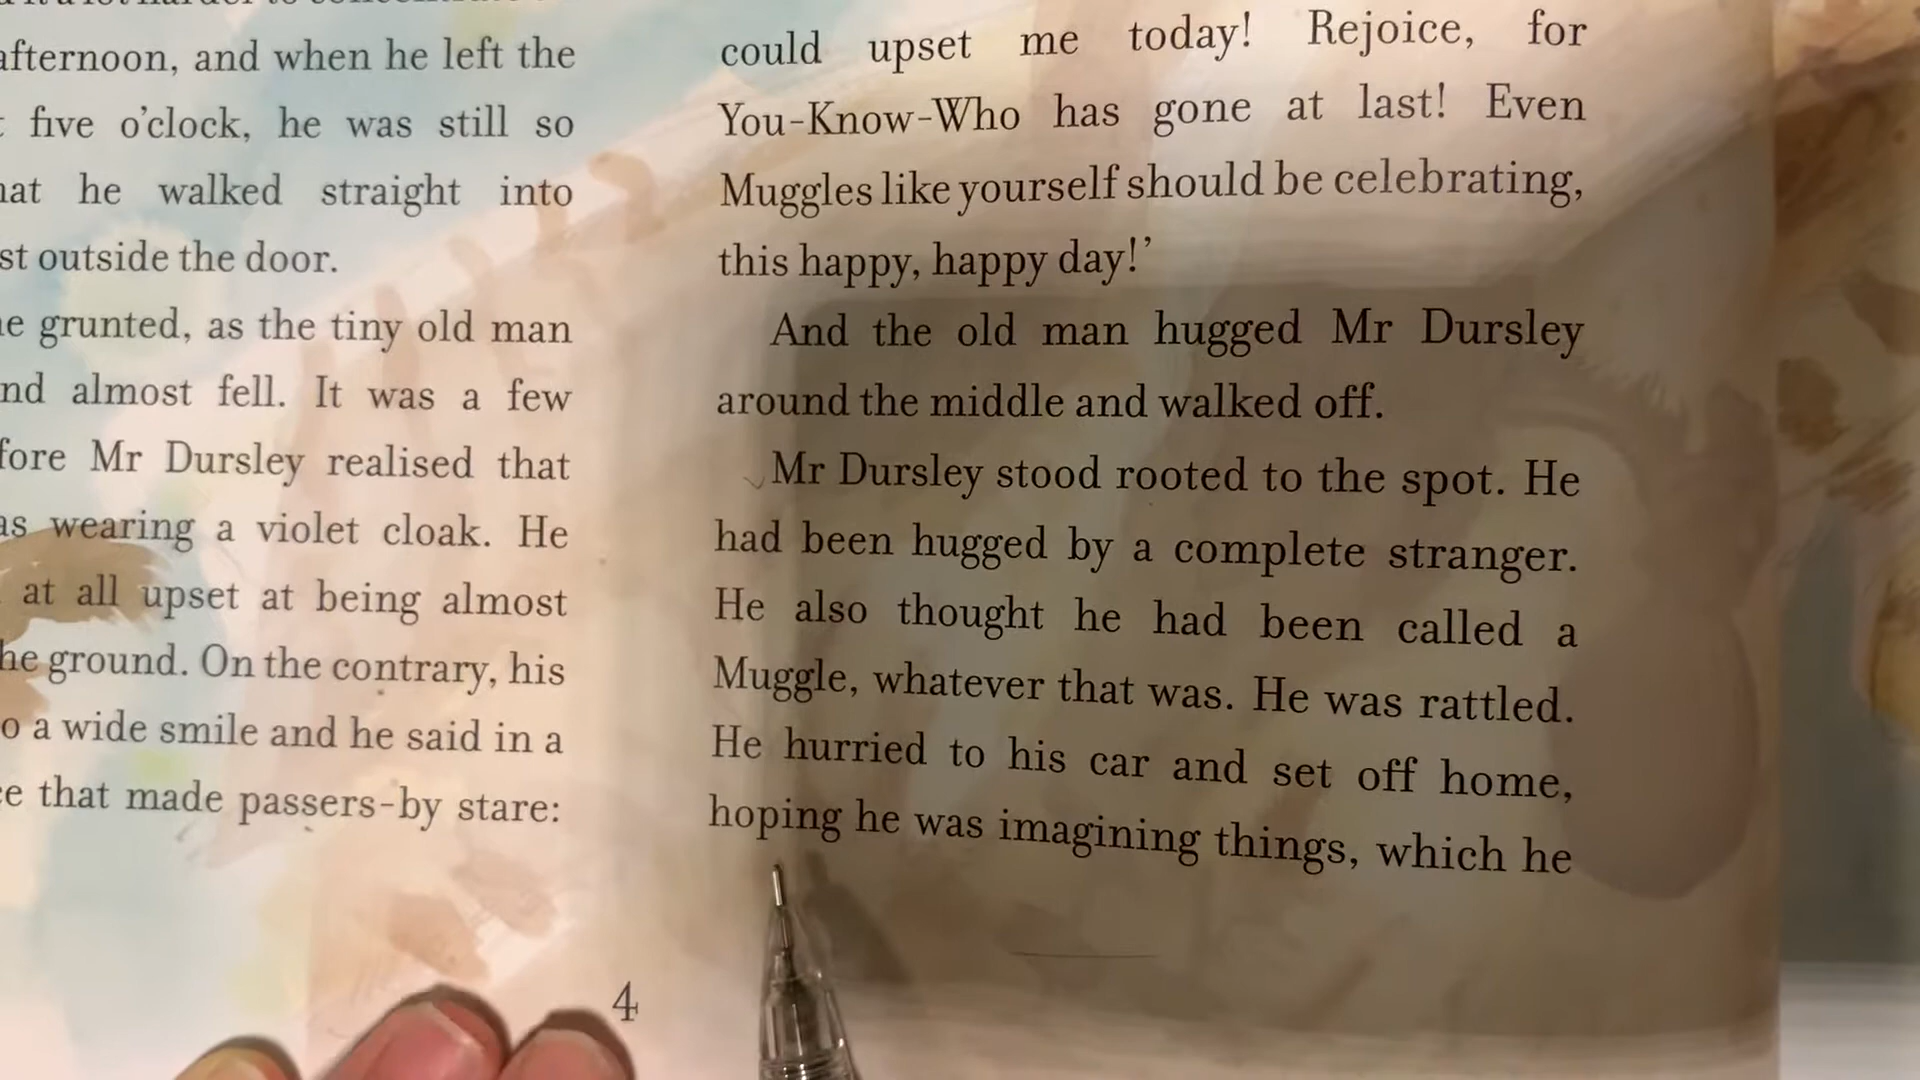 afternoon, and when he left the
five o’clock, he was still so
he walked straight into
outside the door.
grunted, as the tiny old man
almost fell. It was a few
Mr Dursley realised that
wearing a violet cloak. He
at all upset at being almost
ground. On the contrary, his
a wide smile and he said in a
that made passers-by stare:
4
could upset me today! Rejoice, for
You-Know-Who has gone at last! Even
Muggles like yourself should be celebrating,
this happy, happy day!’
And the old man hugged Mr Dursley
around the middle and walked off.
Mr Dursley stood rooted to the spot. He
had been hugged by a complete stranger.
He also thought he had been called a
Muggle, whatever that was. He was rattled.
He hurried to his car and set off home,
hoping he was imagining things, which he